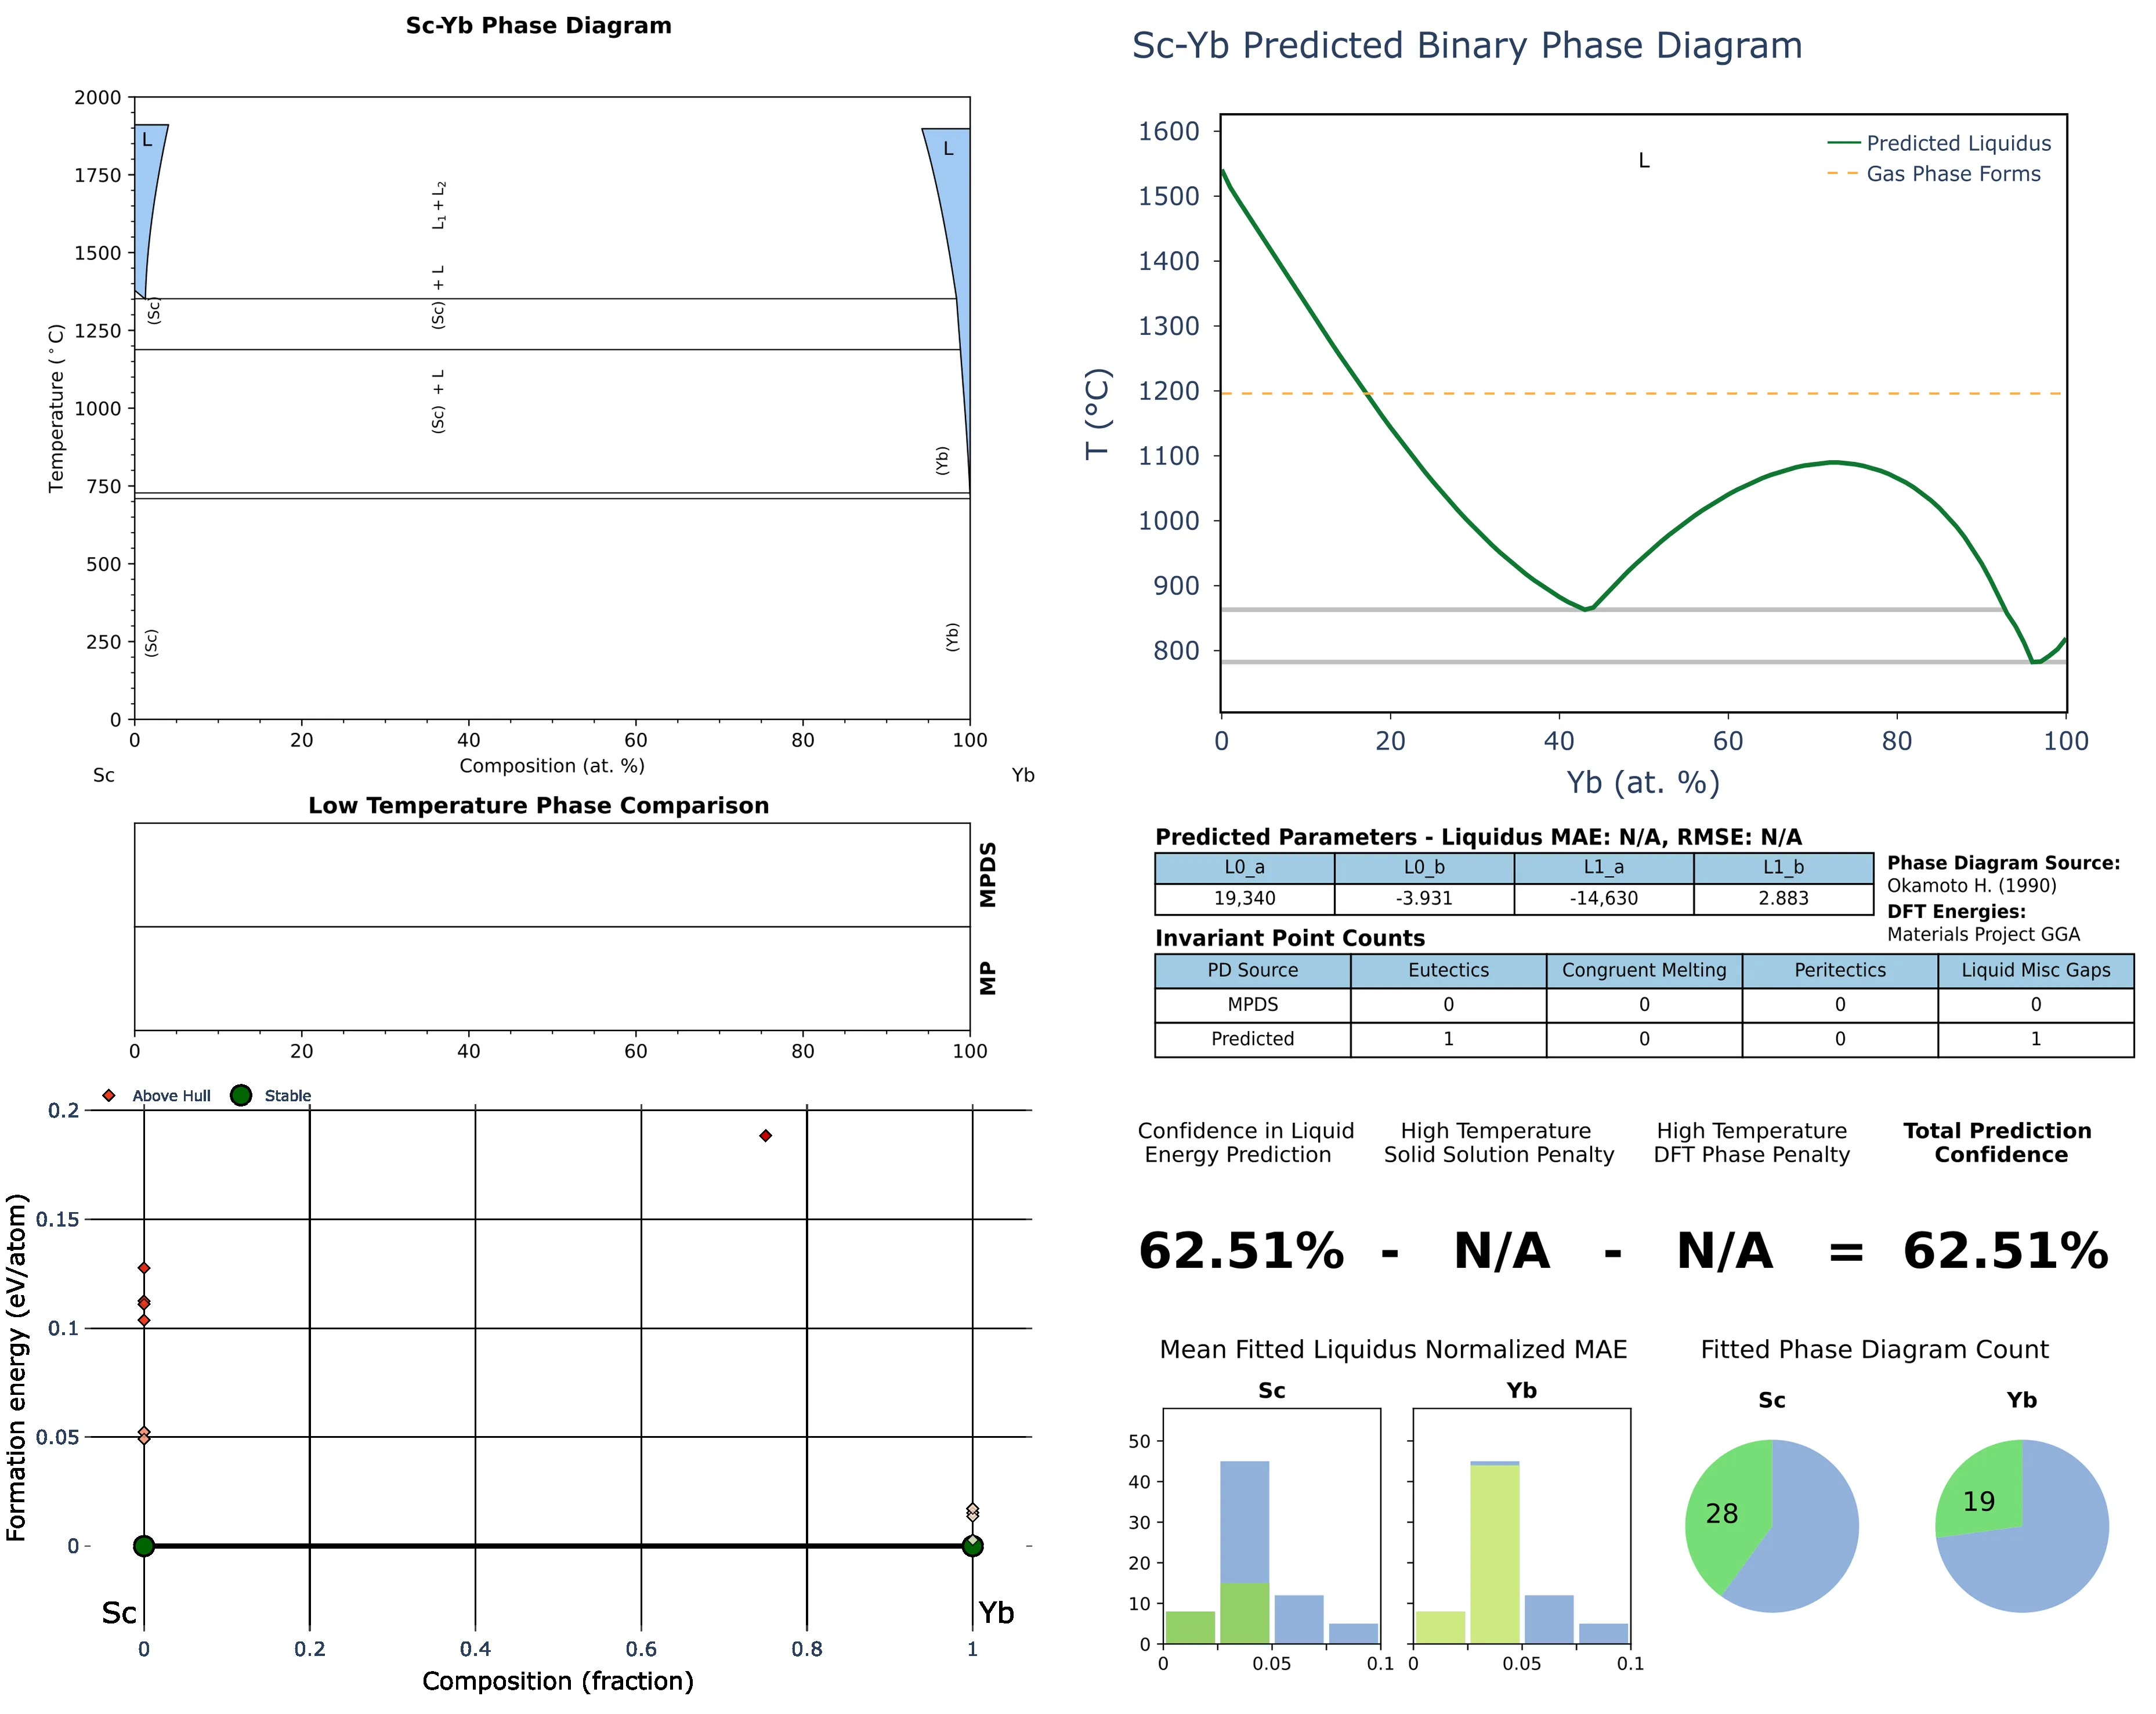 Sc-Yb Phase Diagram
2000
1750
1500
1250
1000
750
500
250
0
Temperature (°C)
L
L
L₁ + L₂
(Sc) + L
(Sc)
(Sc) + L
(Yb)
(Sc)
(Yb)
0 20 40 60 80 100
Composition (at. %)
Sc Yb
Low Temperature Phase Comparison
MPDS
MP
0 20 40 60 80 100
Above Hull Stable
0.2
0.15
0.1
0.05
0
Formation energy (eV/atom)
Sc Yb
0 0.2 0.4 0.6 0.8 1
Composition (fraction)
Sc-Yb Predicted Binary Phase Diagram
1600
1500
1400
1300
1200
1100
1000
900
800
T (°C)
L
Predicted Liquidus
Gas Phase Forms
0 20 40 60 80 100
Yb (at. %)
Predicted Parameters - Liquidus MAE: N/A, RMSE: N/A
L0_a L0_b L1_a L1_b
19,340 -3.931 -14,630 2.883
Phase Diagram Source:
Okamoto H. (1990)
DFT Energies:
Materials Project GGA
Invariant Point Counts
PD Source Eutectics Congruent Melting Peritectics Liquid Misc Gaps
MPDS 0 0 0 0
Predicted 1 0 0 1
Confidence in Liquid
Energy Prediction
High Temperature
Solid Solution Penalty
High Temperature
DFT Phase Penalty
Total Prediction
Confidence
62.51% - N/A - N/A = 62.51%
Mean Fitted Liquidus Normalized MAE
Sc Yb
50
40
30
20
10
0
0 0.05 0.1 0 0.05 0.1
Fitted Phase Diagram Count
Sc Yb
28 19